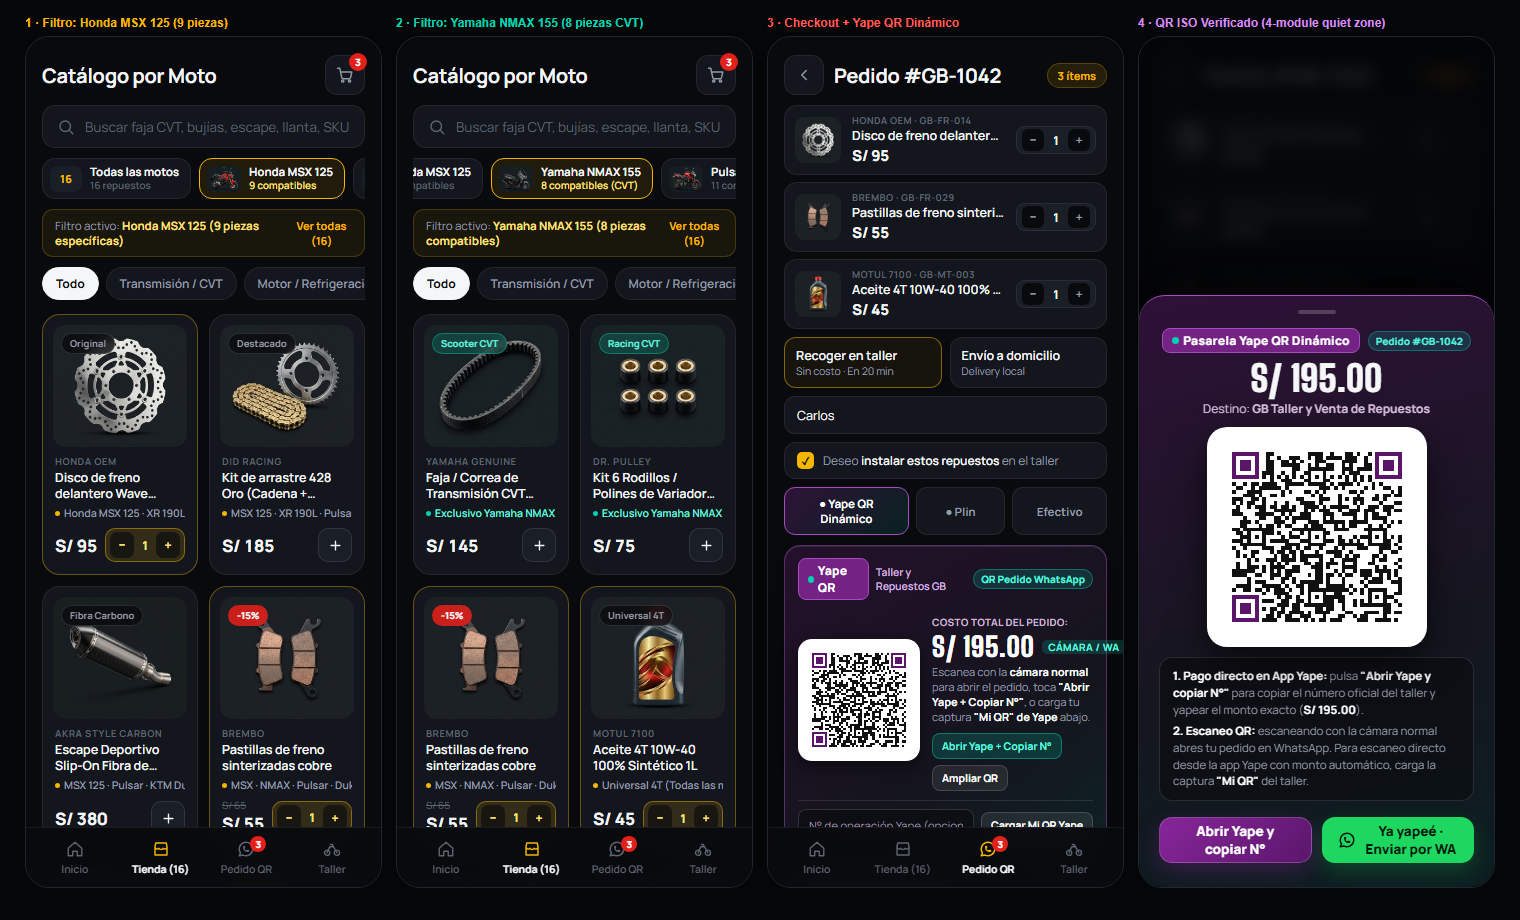 1 · Filtro: Honda MSX 125 (9 piezas)
Catálogo por Moto
3
Buscar faja CVT, bujías, escape, llanta, SKU
16
Todas las motos
16 repuestos
Honda MSX 125
9 compatibles
Filtro activo: Honda MSX 125 (9 piezas
específicas)
Ver todas
(16)
Todo
Transmisión / CVT
Motor / Refrigeraci
Original
HONDA OEM
Disco de freno
delantero Wave...
Honda MSX 125 · XR 190L
S/ 95
− 1 +
Destacado
DID RACING
Kit de arrastre 428
Oro (Cadena +...
MSX 125 · XR 190L · Pulsa
S/ 185
+
Fibra Carbono
AKRA STYLE CARBON
Escape Deportivo
Slip-On Fibra de...
MSX 125 · Pulsar · KTM Du
S/ 380
+
-15%
BREMBO
Pastillas de freno
sinterizadas cobre
MSX · NMAX · Pulsar · Duk
S/ 65
S/ 55
− 1 +
Inicio
Tienda (16)
3
Pedido QR
Taller
2 · Filtro: Yamaha NMAX 155 (8 piezas CVT)
Catálogo por Moto
3
Buscar faja CVT, bujías, escape, llanta, SKU
da MSX 125
npatibles
Yamaha NMAX 155
8 compatibles (CVT)
Puls
11 cor
Filtro activo: Yamaha NMAX 155 (8 piezas
compatibles)
Ver todas
(16)
Todo
Transmisión / CVT
Motor / Refrigeraci
Scooter CVT
YAMAHA GENUINE
Faja / Correa de
Transmisión CVT...
Exclusivo Yamaha NMAX
S/ 145
+
Racing CVT
DR. PULLEY
Kit 6 Rodillos /
Polines de Variador...
Exclusivo Yamaha NMAX
S/ 75
+
-15%
BREMBO
Pastillas de freno
sinterizadas cobre
MSX · NMAX · Pulsar · Duk
S/ 65
S/ 55
− 1 +
Universal 4T
MOTUL 7100
Aceite 4T 10W-40
100% Sintético 1L
Universal 4T (Todas las m
S/ 45
− 1 +
Inicio
Tienda (16)
3
Pedido QR
Taller
3 · Checkout + Yape QR Dinámico
Pedido #GB-1042
3 ítems
HONDA OEM · GB-FR-014
Disco de freno delanter...
S/ 95
− 1 +
BREMBO · GB-FR-029
Pastillas de freno sinteri...
S/ 55
− 1 +
MOTUL 7100 · GB-MT-003
Aceite 4T 10W-40 100% ...
S/ 45
− 1 +
Recoger en taller
Sin costo · En 20 min
Envío a domicilio
Delivery local
Carlos
Deseo instalar estos repuestos en el taller
● Yape QR
Dinámico
● Plin
Efectivo
Yape
QR
Taller y
Repuestos GB
QR Pedido WhatsApp
COSTO TOTAL DEL PEDIDO:
S/ 195.00
CÁMARA / WA
Escanea con la cámara normal
para abrir el pedido, toca "Abrir
Yape + Copiar N°", o carga tu
captura "Mi QR" de Yape abajo.
Abrir Yape + Copiar N°
Ampliar QR
Nº de operación Yape (opcion
Cargar Mi QR Yape
Inicio
Tienda (16)
3
Pedido QR
Taller
4 · QR ISO Verificado (4-module quiet zone)
Pasarela Yape QR Dinámico
Pedido #GB-1042
S/ 195.00
Destino: GB Taller y Venta de Repuestos
1. Pago directo en App Yape: pulsa "Abrir Yape y
copiar N°" para copiar el número oficial del taller y
yapear el monto exacto (S/ 195.00).
2. Escaneo QR: escaneando con la cámara normal
abres tu pedido en WhatsApp. Para escaneo directo
desde la app Yape con monto automático, carga la
captura "Mi QR" del taller.
Abrir Yape y
copiar N°
Ya yapeé ·
Enviar por WA